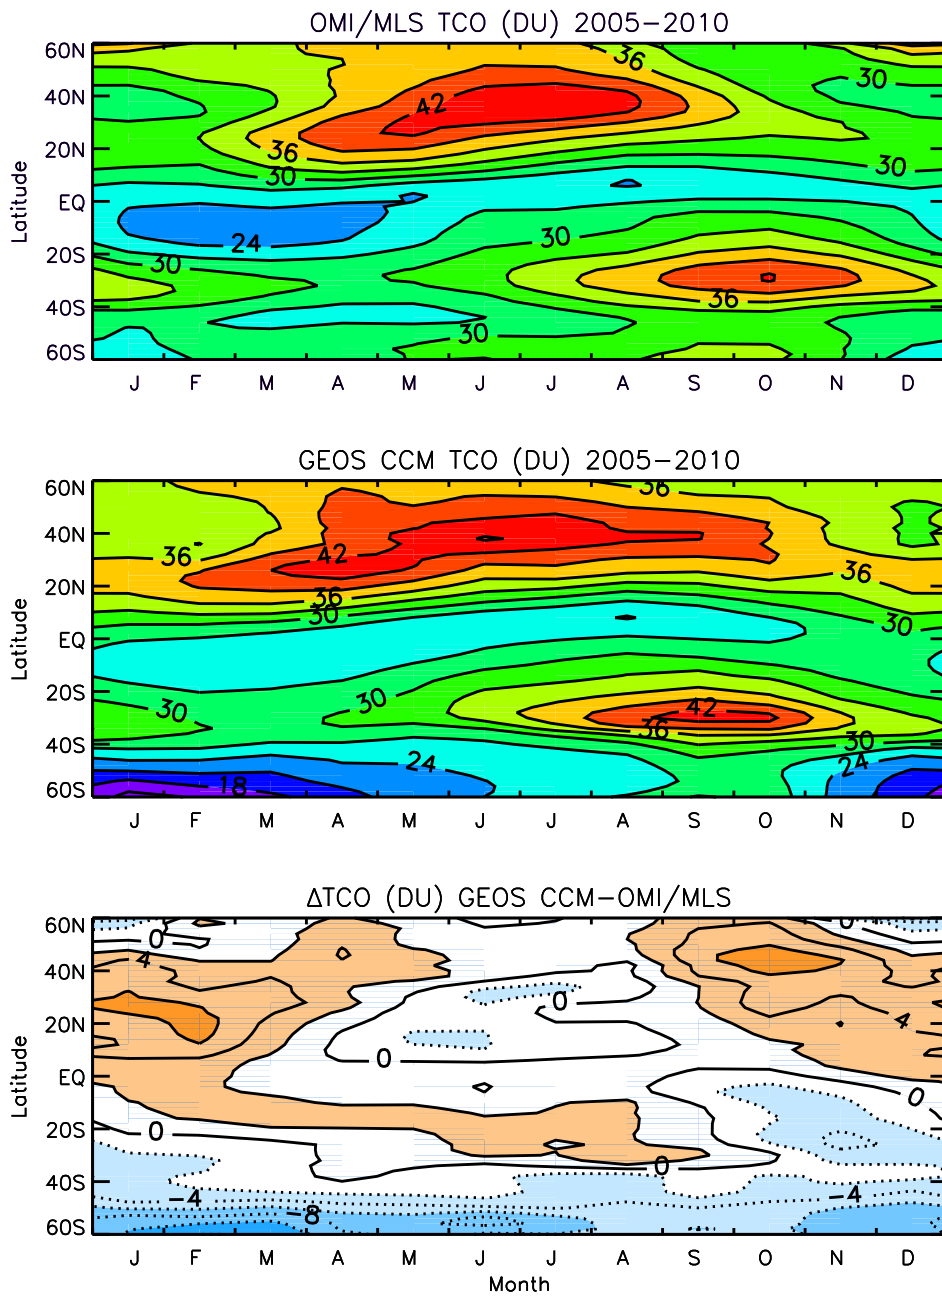 OMI/MLS TCO (DU) 2005-2010
60N
40N
20N
EQ
20S
40S
60S
Latitude
36
30
42
36
30
30
24
30
30
36
30
J F M A M J J A S O N D
GEOS CCM TCO (DU) 2005-2010
60N
40N
20N
EQ
20S
40S
60S
Latitude
36
36
42
36
36
30
30
30
30
42
36
30
24
24
18
J F M A M J J A S O N D
ΔTCO (DU) GEOS CCM-OMI/MLS
60N
40N
20N
EQ
20S
40S
60S
Latitude
0
0
4
0
4
0
0
0
0
-4
-4
-8
J F M A M J J A S O N D
Month